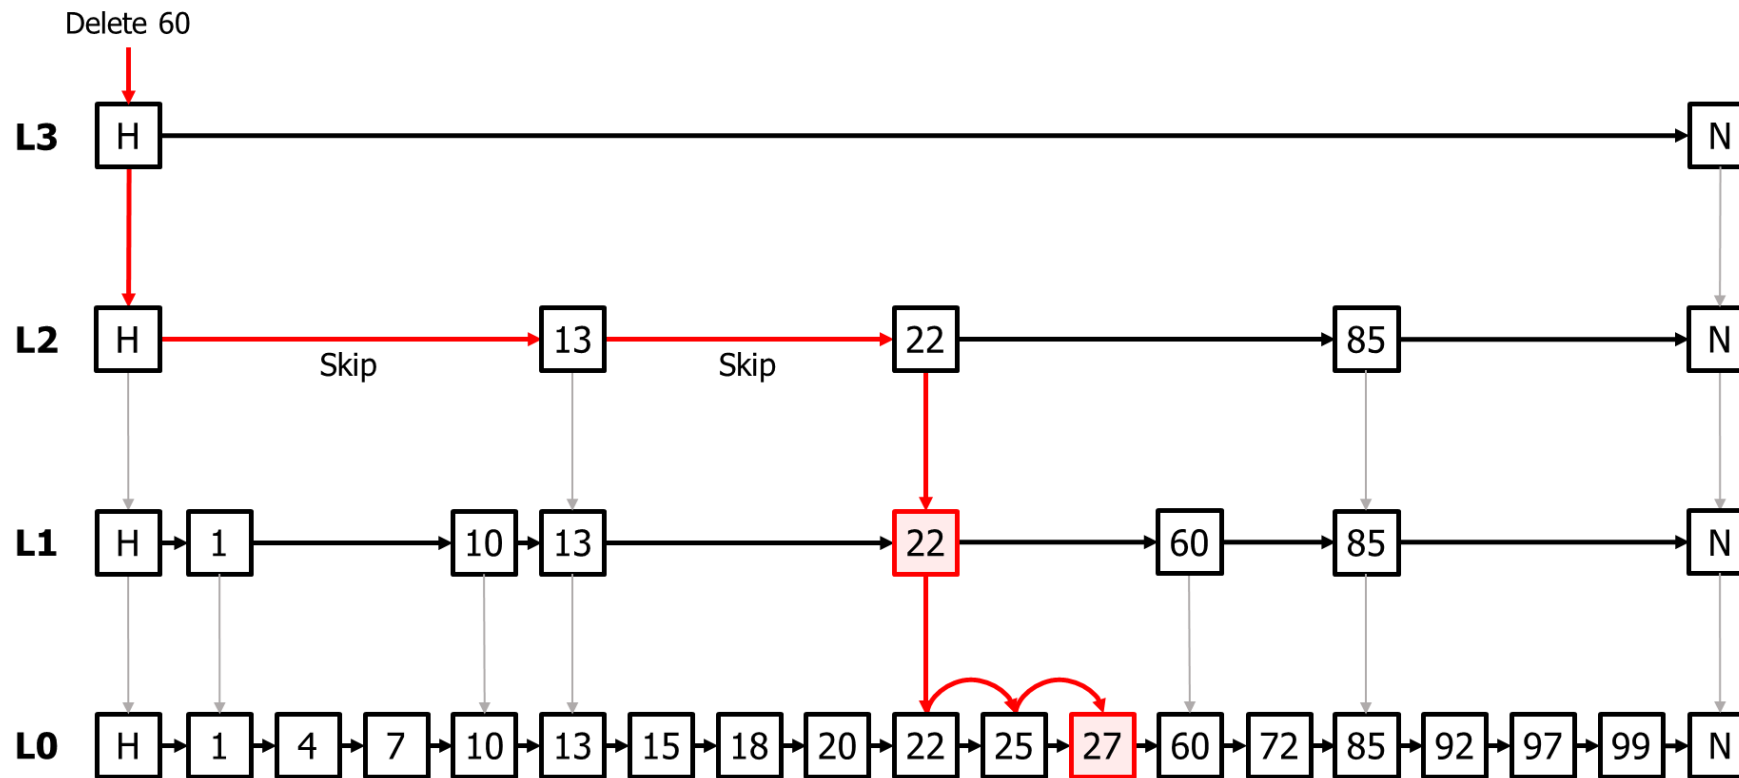 Delete 60
L3 H N
L2 H 13 22 85 N
Skip Skip
L1 H 1 10 13 22 60 85 N
L0 H 1 4 7 10 13 15 18 20 22 25 27 60 72 85 92 97 99 N